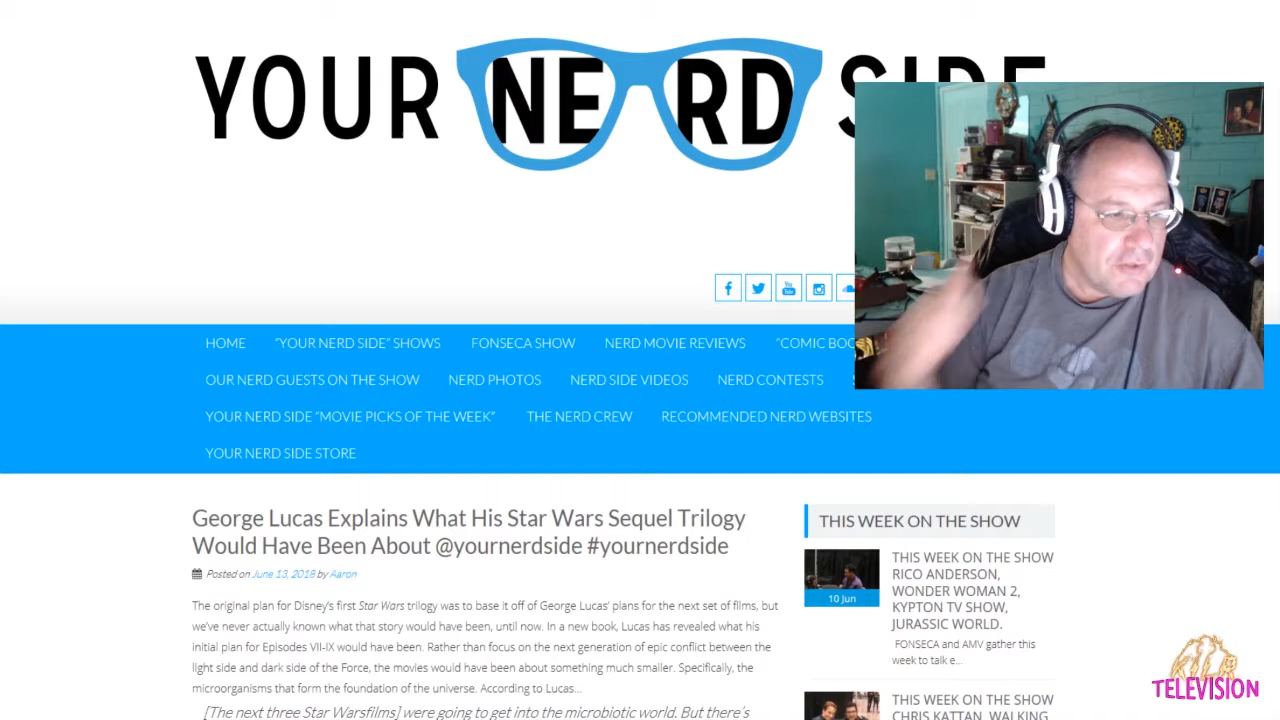 YOUR NERD SIDE
HOME "YOUR NERD SIDE" SHOWS FONSECA SHOW NERD MOVIE REVIEWS "COMIC BOO
OUR NERD GUESTS ON THE SHOW NERD PHOTOS NERD SIDE VIDEOS NERD CONTESTS
YOUR NERD SIDE "MOVIE PICKS OF THE WEEK" THE NERD CREW RECOMMENDED NERD WEBSITES
YOUR NERD SIDE STORE
George Lucas Explains What His Star Wars Sequel Trilogy
Would Have Been About @yournerdside #yournerdside
Posted on June 13, 2018 by Aaron
The original plan for Disney's first Star Wars trilogy was to base it off of George Lucas' plans for the next set of films, but
we've never actually known what that story would have been, until now. In a new book, Lucas has revealed what his
initial plan for Episodes VII-IX would have been. Rather than focus on the next generation of epic conflict between the
light side and dark side of the Force, the movies would have been about something much smaller. Specifically, the
microorganisms that form the foundation of the universe. According to Lucas...
[The next three Star Warsfilms] were going to get into the microbiotic world. But there's
THIS WEEK ON THE SHOW
10 Jun
THIS WEEK ON THE SHOW
RICO ANDERSON,
WONDER WOMAN 2,
KYPTON TV SHOW,
JURASSIC WORLD.
FONSECA and AMV gather this
week to talk e...
THIS WEEK ON THE SHOW
CHRIS KATTAN, WALKING
KILR
TELEVISION